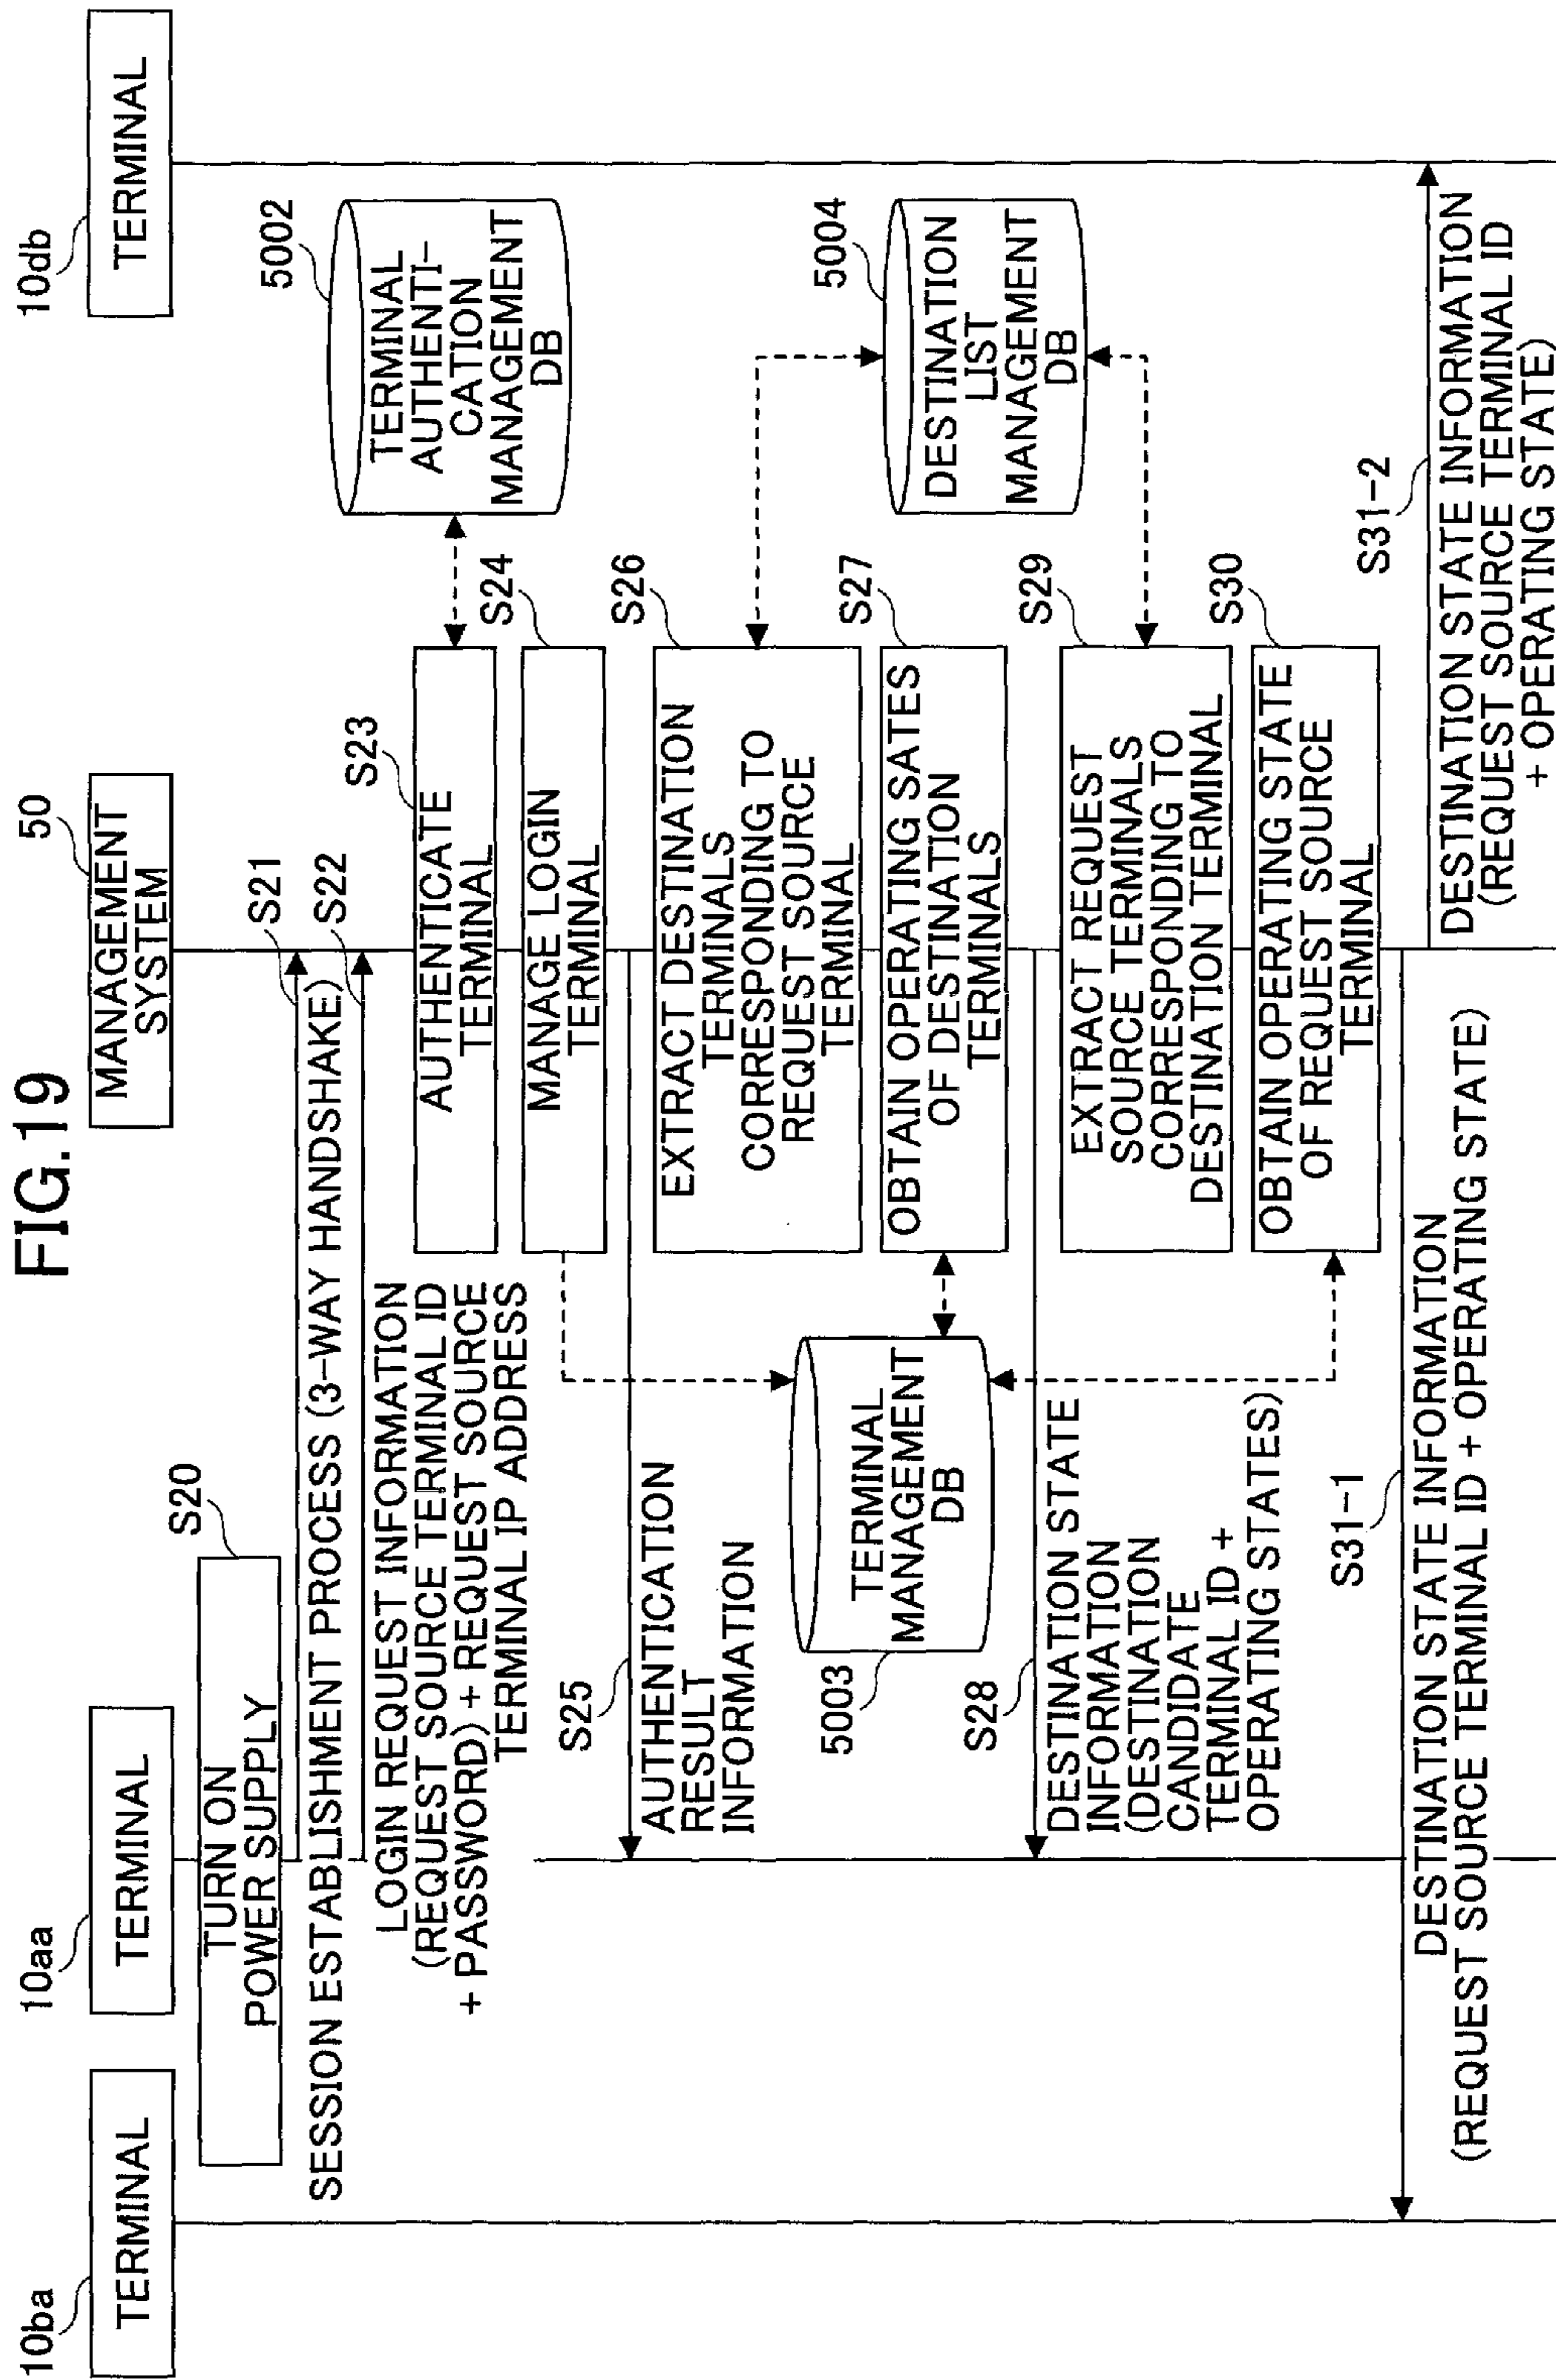 FIG.19
10ba
TERMINAL
10aa
TERMINAL
50
MANAGEMENT
SYSTEM
10db
TERMINAL
S20
TURN ON
POWER SUPPLY
S21
SESSION ESTABLISHMENT PROCESS (3-WAY HANDSHAKE)
S22
LOGIN REQUEST INFORMATION
(REQUEST SOURCE TERMINAL ID
+ PASSWORD) + REQUEST SOURCE
TERMINAL IP ADDRESS
S23
AUTHENTICATE
TERMINAL
5002
TERMINAL
AUTHENTI-
CATION
MANAGEMENT
DB
S24
MANAGE LOGIN
TERMINAL
S25
AUTHENTICATION
RESULT
INFORMATION
S26
EXTRACT DESTINATION
TERMINALS
CORRESPONDING TO
REQUEST SOURCE
TERMINAL
5003
TERMINAL
MANAGEMENT
DB
S27
OBTAIN OPERATING SATES
OF DESTINATION
TERMINALS
5004
DESTINATION
LIST
MANAGEMENT
DB
S28
DESTINATION STATE
INFORMATION
(DESTINATION
CANDIDATE
TERMINAL ID +
OPERATING STATES)
S29
EXTRACT REQUEST
SOURCE TERMINALS
CORRESPONDING TO
DESTINATION TERMINAL
S30
OBTAIN OPERATING STATE
OF REQUEST SOURCE
TERMINAL
S31-1
DESTINATION STATE INFORMATION
(REQUEST SOURCE TERMINAL ID + OPERATING STATE)
S31-2
DESTINATION STATE INFORMATION
(REQUEST SOURCE TERMINAL ID
+ OPERATING STATE)